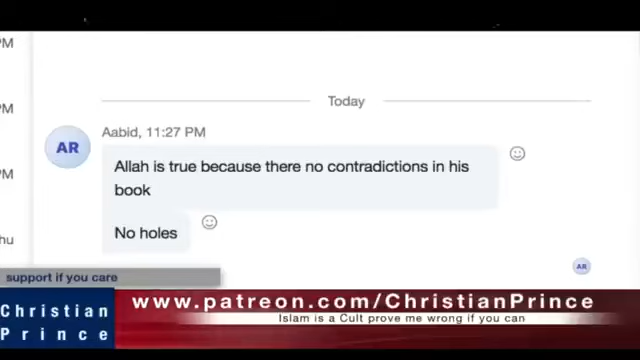 PM
Today
Aabid, 11:27 PM
AR
Allah is true because there no contradictions in his
book
PM
PM
No holes
hu
AR
support if you care
Christian
Prince
www.patreon.com/ChristianPrince
Islam is a Cult prove me wrong if you can